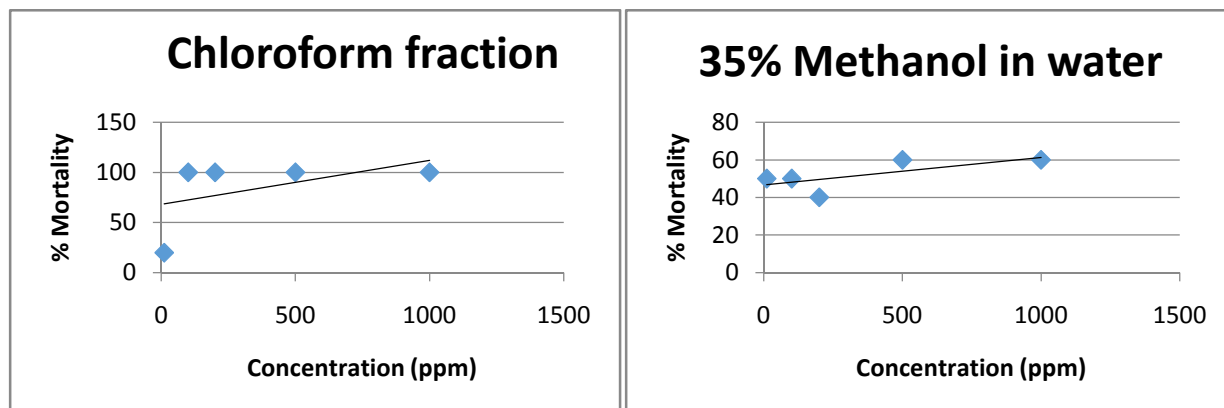 Chloroform fraction
150
100
50
0
% Mortality
0 500 1000 1500
Concentration (ppm)
35% Methanol in water
80
60
40
20
0
% Mortality
0 500 1000 1500
Concentration (ppm)